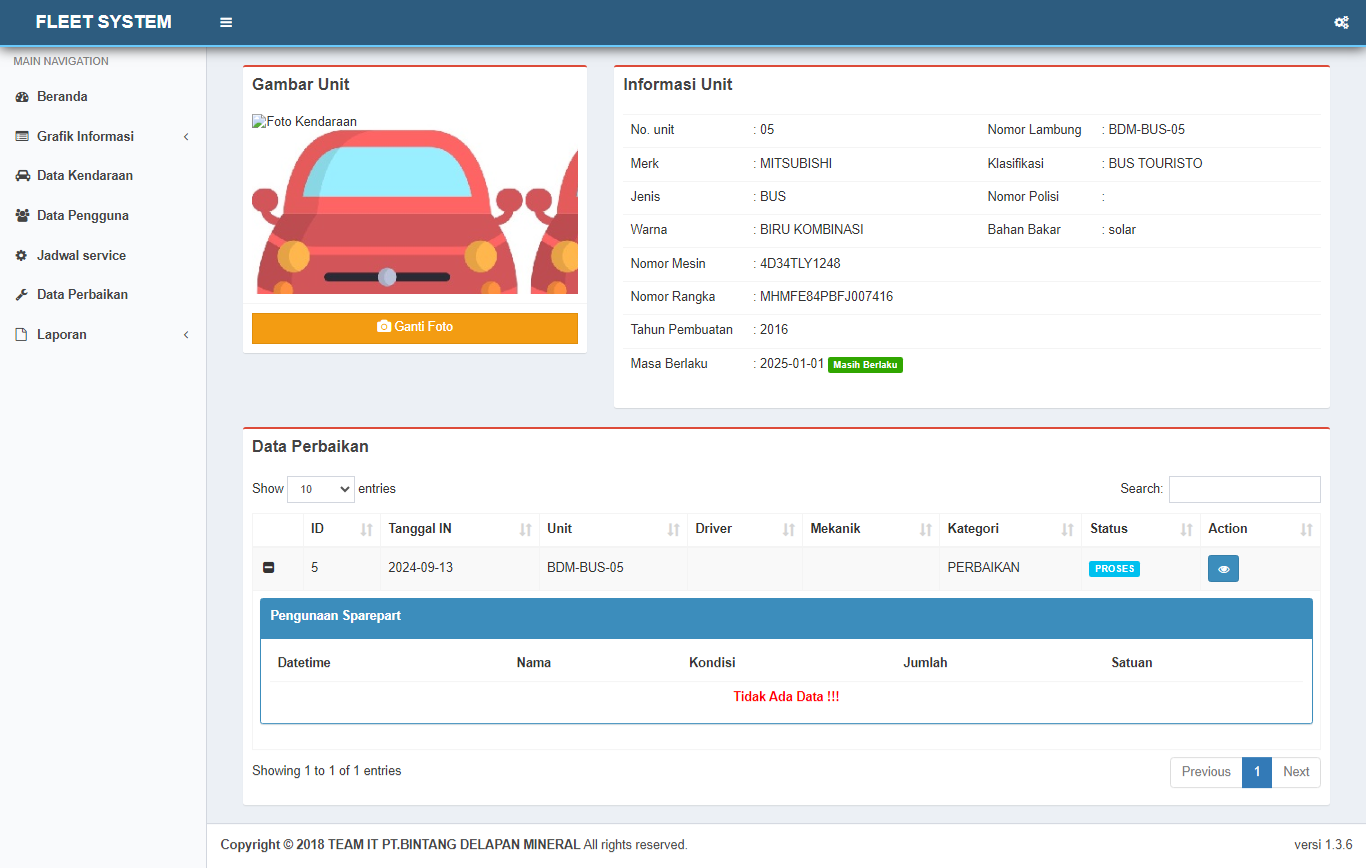 FLEET SYSTEM
MAIN NAVIGATION
Beranda
Grafik Informasi
Data Kendaraan
Data Pengguna
Jadwal service
Data Perbaikan
Laporan
Gambar Unit
Foto Kendaraan
Ganti Foto
Informasi Unit
No. unit : 05 Nomor Lambung : BDM-BUS-05
Merk : MITSUBISHI Klasifikasi : BUS TOURISTO
Jenis : BUS Nomor Polisi :
Warna : BIRU KOMBINASI Bahan Bakar : solar
Nomor Mesin : 4D34TLY1248
Nomor Rangka : MHMFE84PBFJ007416
Tahun Pembuatan : 2016
Masa Berlaku : 2025-01-01 Masih Berlaku
Data Perbaikan
Show 10 entries Search:
ID Tanggal IN Unit Driver Mekanik Kategori Status Action
5 2024-09-13 BDM-BUS-05 PERBAIKAN PROSES
Pengunaan Sparepart
Datetime Nama Kondisi Jumlah Satuan
Tidak Ada Data !!!
Showing 1 to 1 of 1 entries Previous 1 Next
Copyright © 2018 TEAM IT PT.BINTANG DELAPAN MINERAL All rights reserved. versi 1.3.6